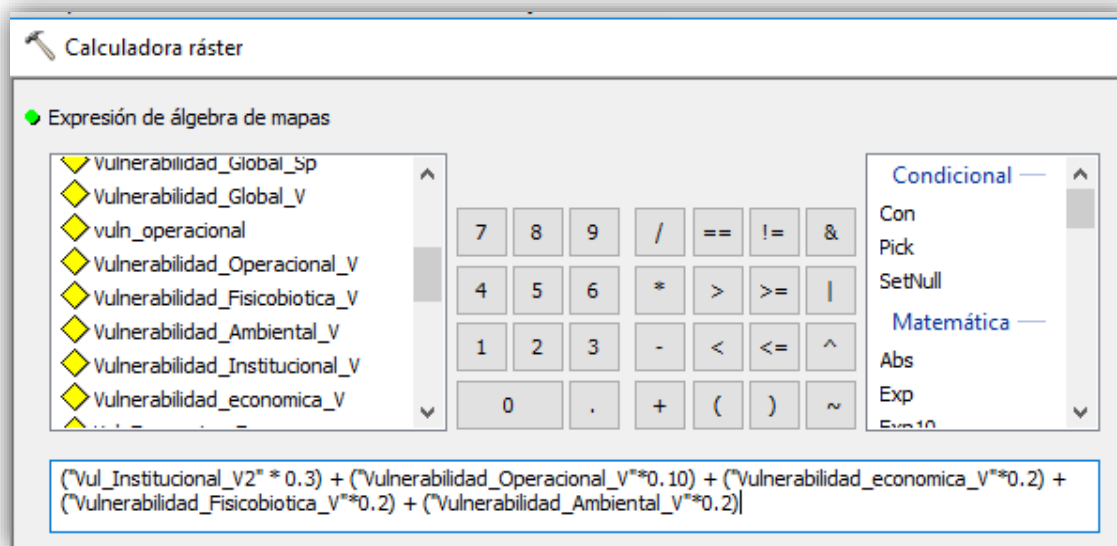 Calculadora ráster
Expresión de álgebra de mapas
Vulnerabilidad_Global_Sp
Vulnerabilidad_Global_V
vuln_operacional
Vulnerabilidad_Operacional_V
Vulnerabilidad_Fisicobiotica_V
Vulnerabilidad_Ambiental_V
Vulnerabilidad_Institucional_V
Vulnerabilidad_economica_V
7 8 9 / == != &
4 5 6 * > >= |
1 2 3 - < <= ^
0 . + ( ) ~
Condicional
Con
Pick
SetNull
Matemática
Abs
Exp
Exp10
("Vul_Institucional_V2" * 0.3) + ("Vulnerabilidad_Operacional_V"*0.10) + ("Vulnerabilidad_economica_V"*0.2) +
("Vulnerabilidad_Fisicobiotica_V"*0.2) + ("Vulnerabilidad_Ambiental_V"*0.2)